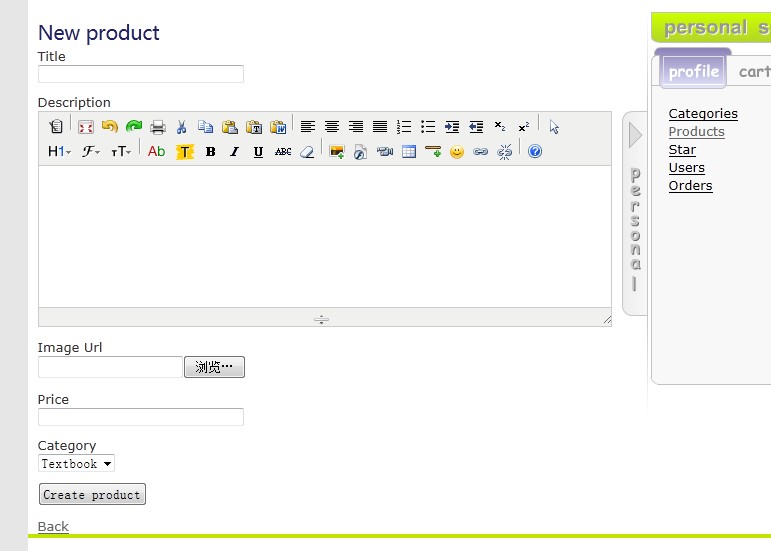 New product
Title
Description
H1 F TT Ab T B I U ABC
Image Url
浏览…
Price
Category
Textbook
Create product
Back
personal
personal
profile
cart
Categories
Products
Star
Users
Orders